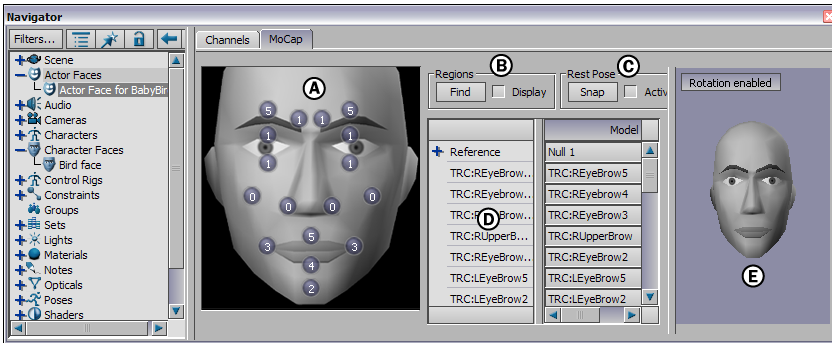 Navigator
Filters...
Scene
Actor Faces
Actor Face for BabyBir
Audio
Cameras
Characters
Character Faces
Bird face
Control Rigs
Constraints
Groups
Sets
Lights
Materials
Notes
Opticals
Poses
Shaders
Channels
MoCap
A
5 1 1 5
1 1
1 1
0 0 0 0
5
3 3
4
2
B
Regions
Find
Display
C
Rest Pose
Snap
Activ
Model
Reference Null 1
TRC:REyeBrow... TRC:REyeBrow5
TRC:REyebrow... TRC:REyeBrow4
TRC:REyeBrow... TRC:REyeBrow3
TRC:RUpperB... TRC:RUpperBrow
TRC:REyeBrow... TRC:REyeBrow2
TRC:LEyeBrow5 TRC:LEyeBrow5
TRC:LEyeBrow2 TRC:LEyeBrow2
D
Rotation enabled
E